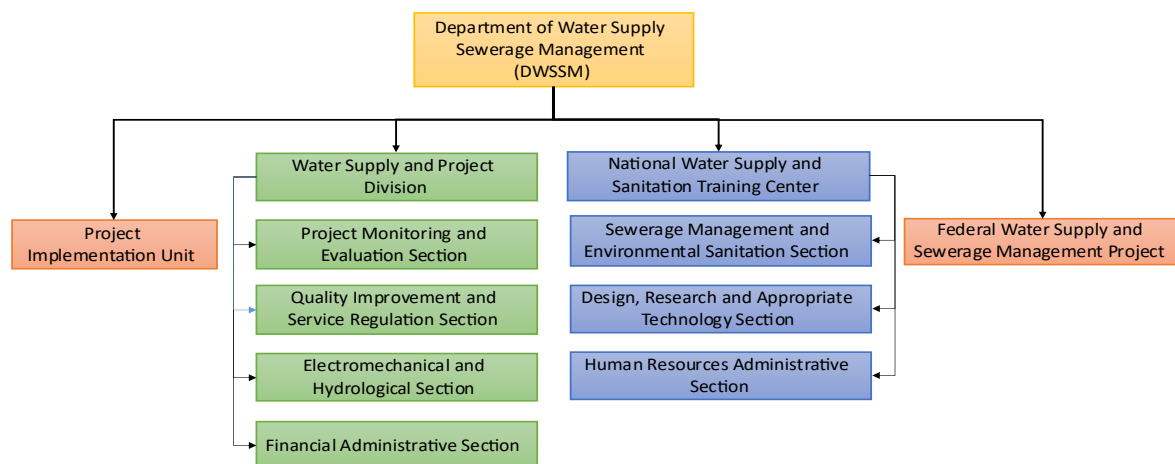 Department of Water Supply
Sewerage Management
(DWSSM)
Water Supply and Project
Division
National Water Supply and
Sanitation Training Center
Project
Implementation Unit
Project Monitoring and
Evaluation Section
Sewerage Management and
Environmental Sanitation Section
Federal Water Supply and
Sewerage Management Project
Quality Improvement and
Service Regulation Section
Design, Research and Appropriate
Technology Section
Electromechanical and
Hydrological Section
Human Resources Administrative
Section
Financial Administrative Section